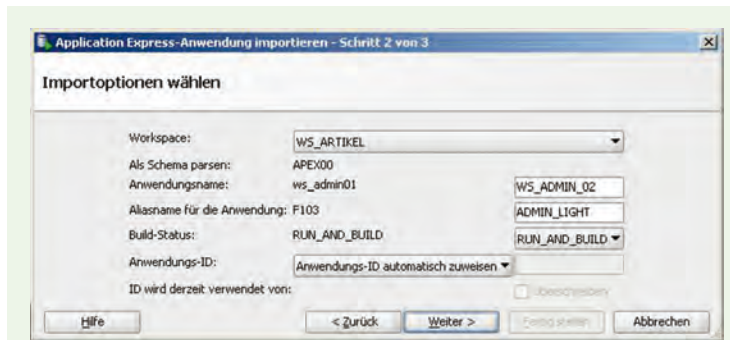 Application Express-Anwendung importieren - Schritt 2 von 3
Importoptionen wählen
Workspace: WS_ARTIKEL
Als Schema parsen: APEX00
Anwendungsname: ws_admin01 WS_ADMIN_02
Aliasname für die Anwendung: F103 ADMIN_LIGHT
Build-Status: RUN_AND_BUILD RUN_AND_BUILD
Anwendungs-ID: Anwendungs-ID automatisch zuweisen
ID wird derzeit verwendet von: Überschreiben
Hilfe < Zurück Weiter > Fertig stellen Abbrechen